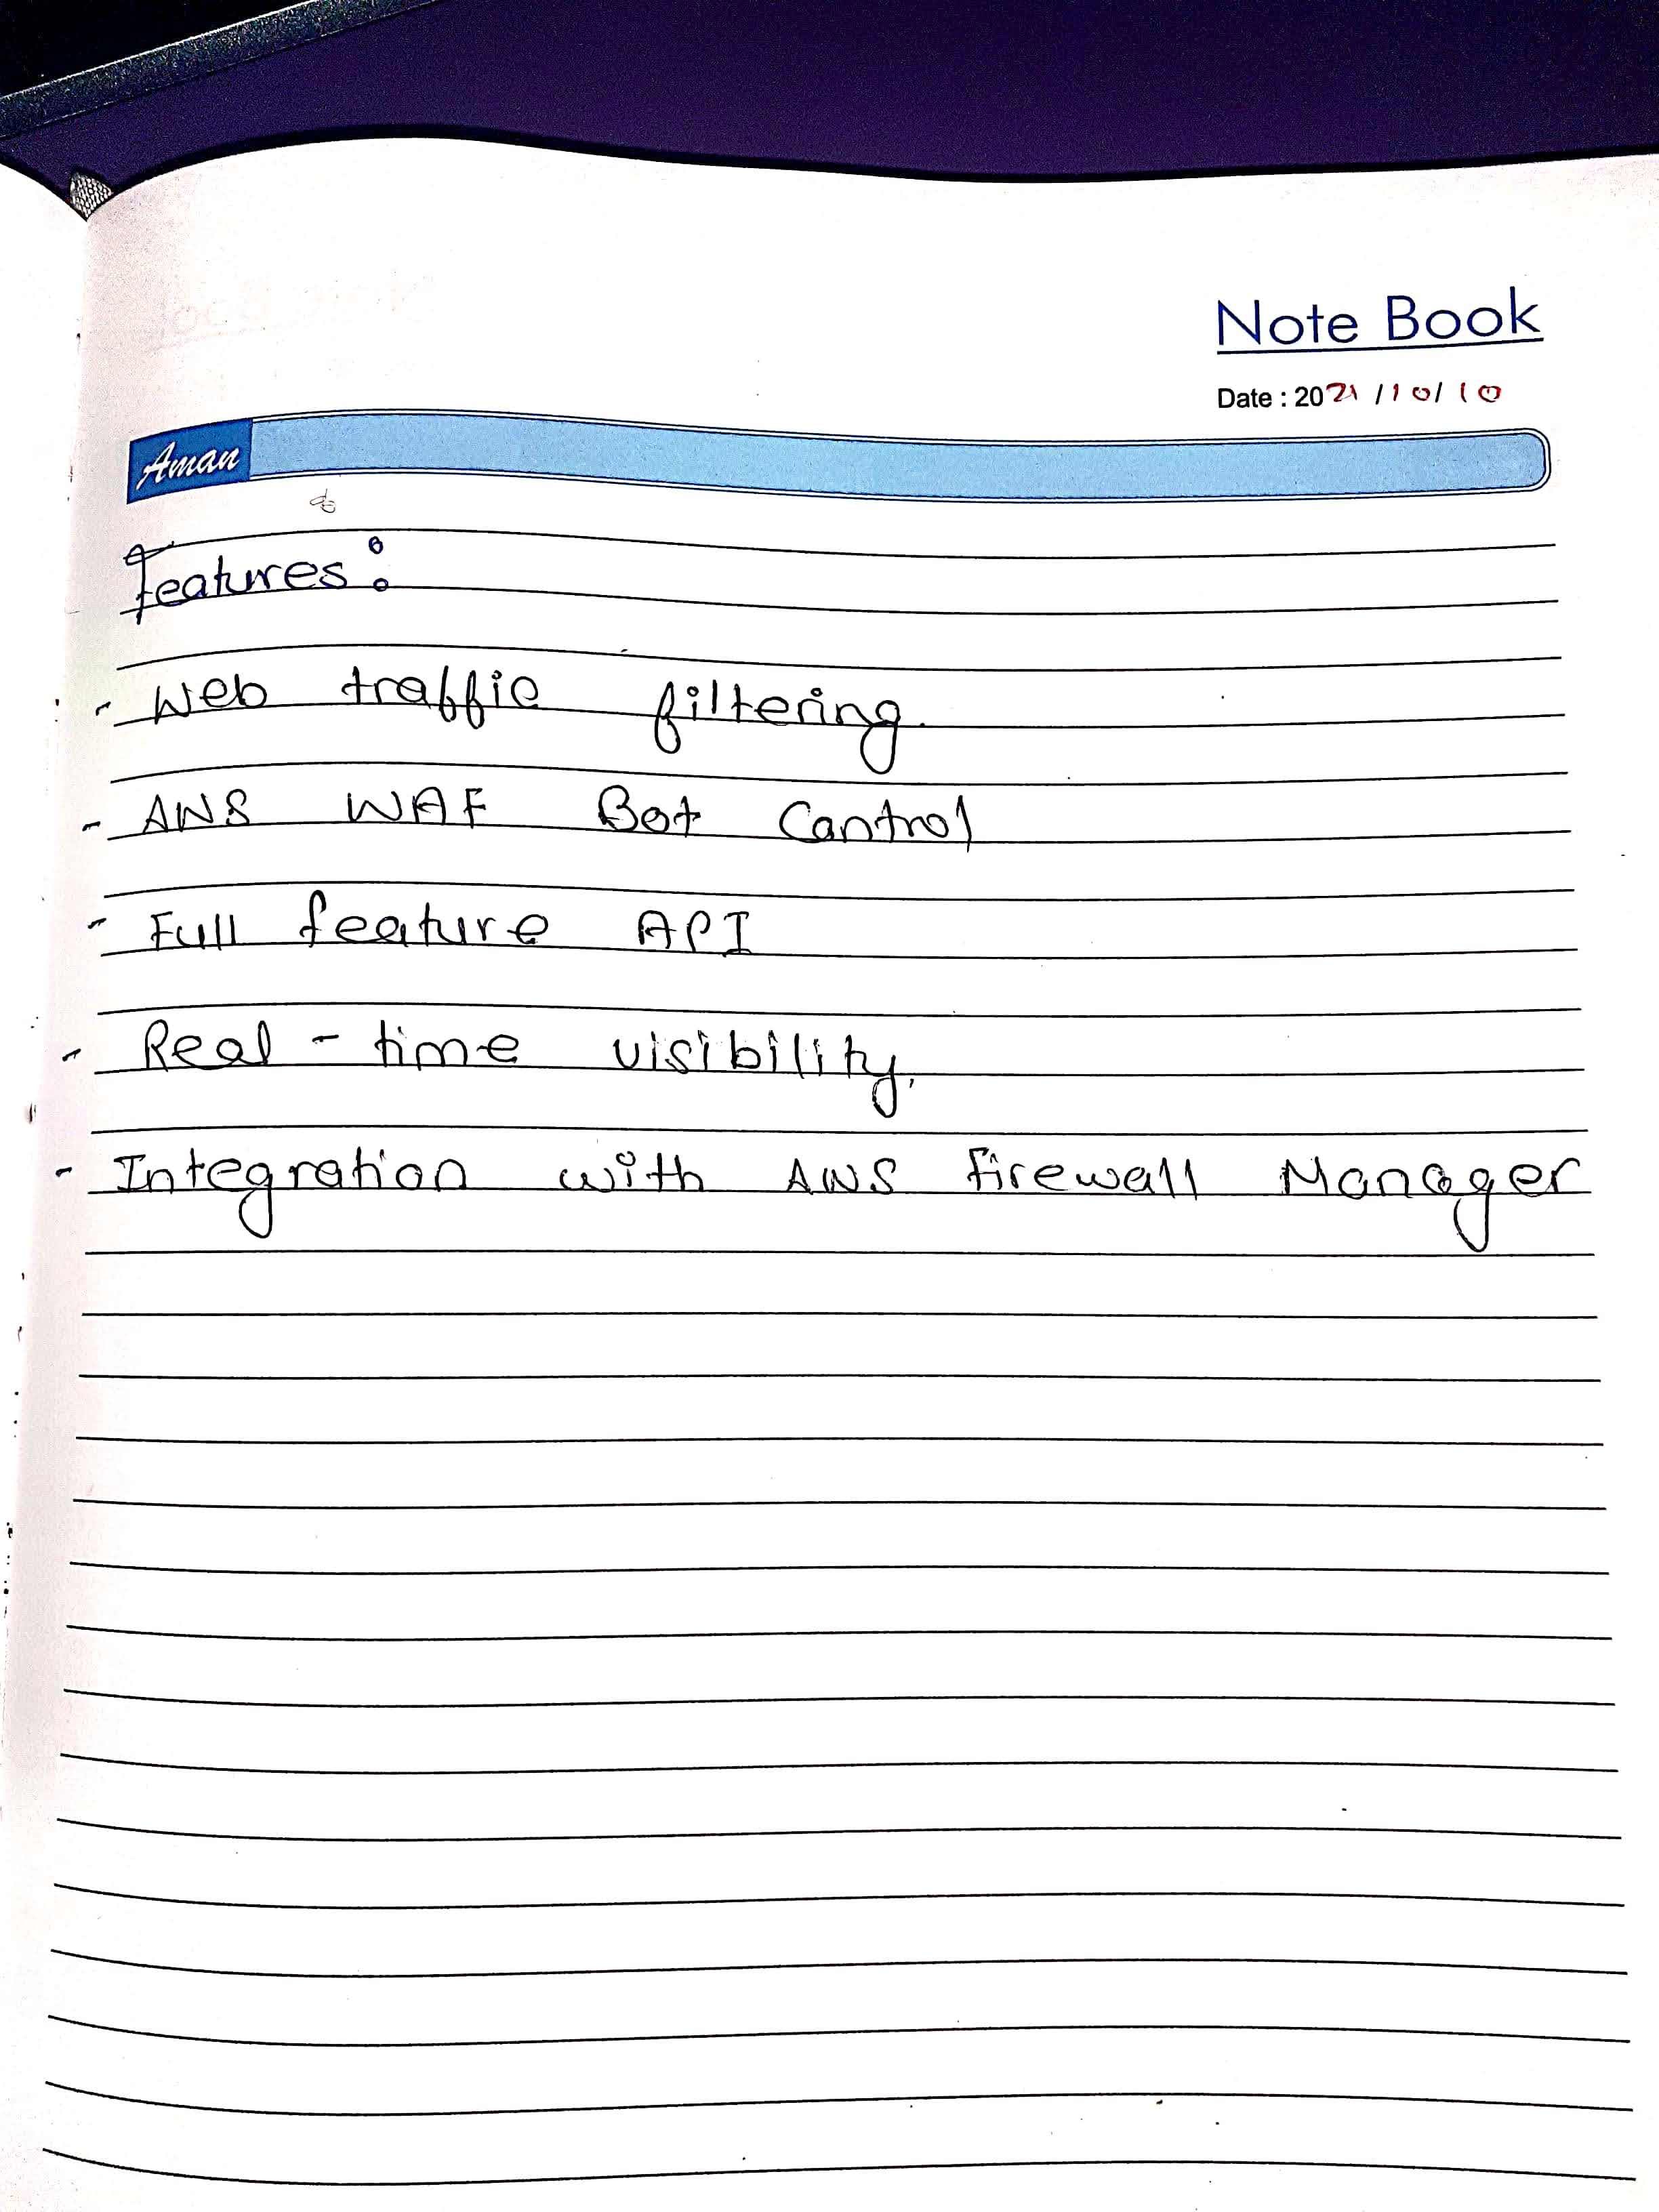 Note Book
Date : 2021/10/10
Aman
Features:
- Web traffic filtering.
- AWS WAF Bot Control
- Full feature API
- Real-time visibility.
- Integration with AWS Firewall Manager